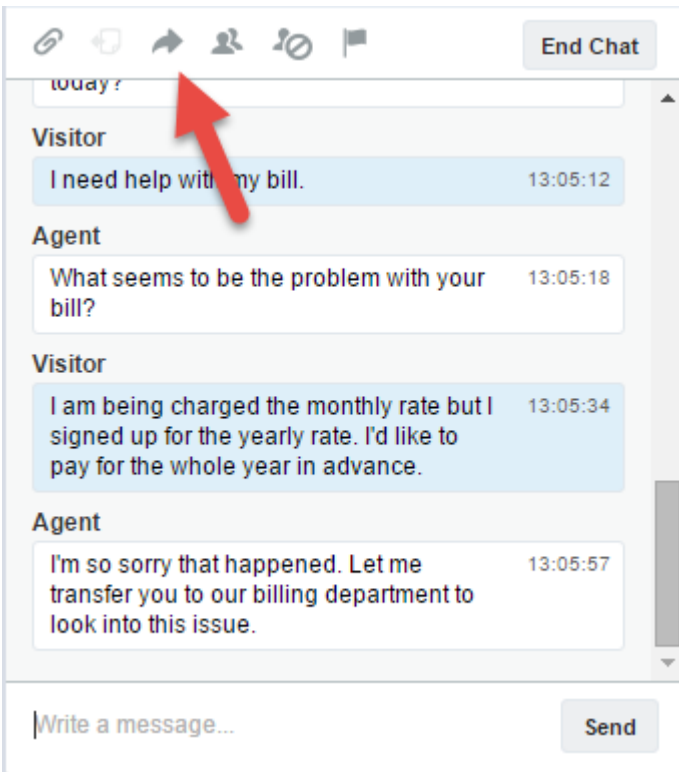 End Chat
today?
Visitor
I need help with my bill.
13:05:12
Agent
What seems to be the problem with your
13:05:18
bill?
Visitor
I am being charged the monthly rate but I
13:05:34
signed up for the yearly rate. I'd like to
pay for the whole year in advance.
Agent
I'm so sorry that happened. Let me
13:05:57
transfer you to our billing department to
look into this issue.
Write a message...
Send